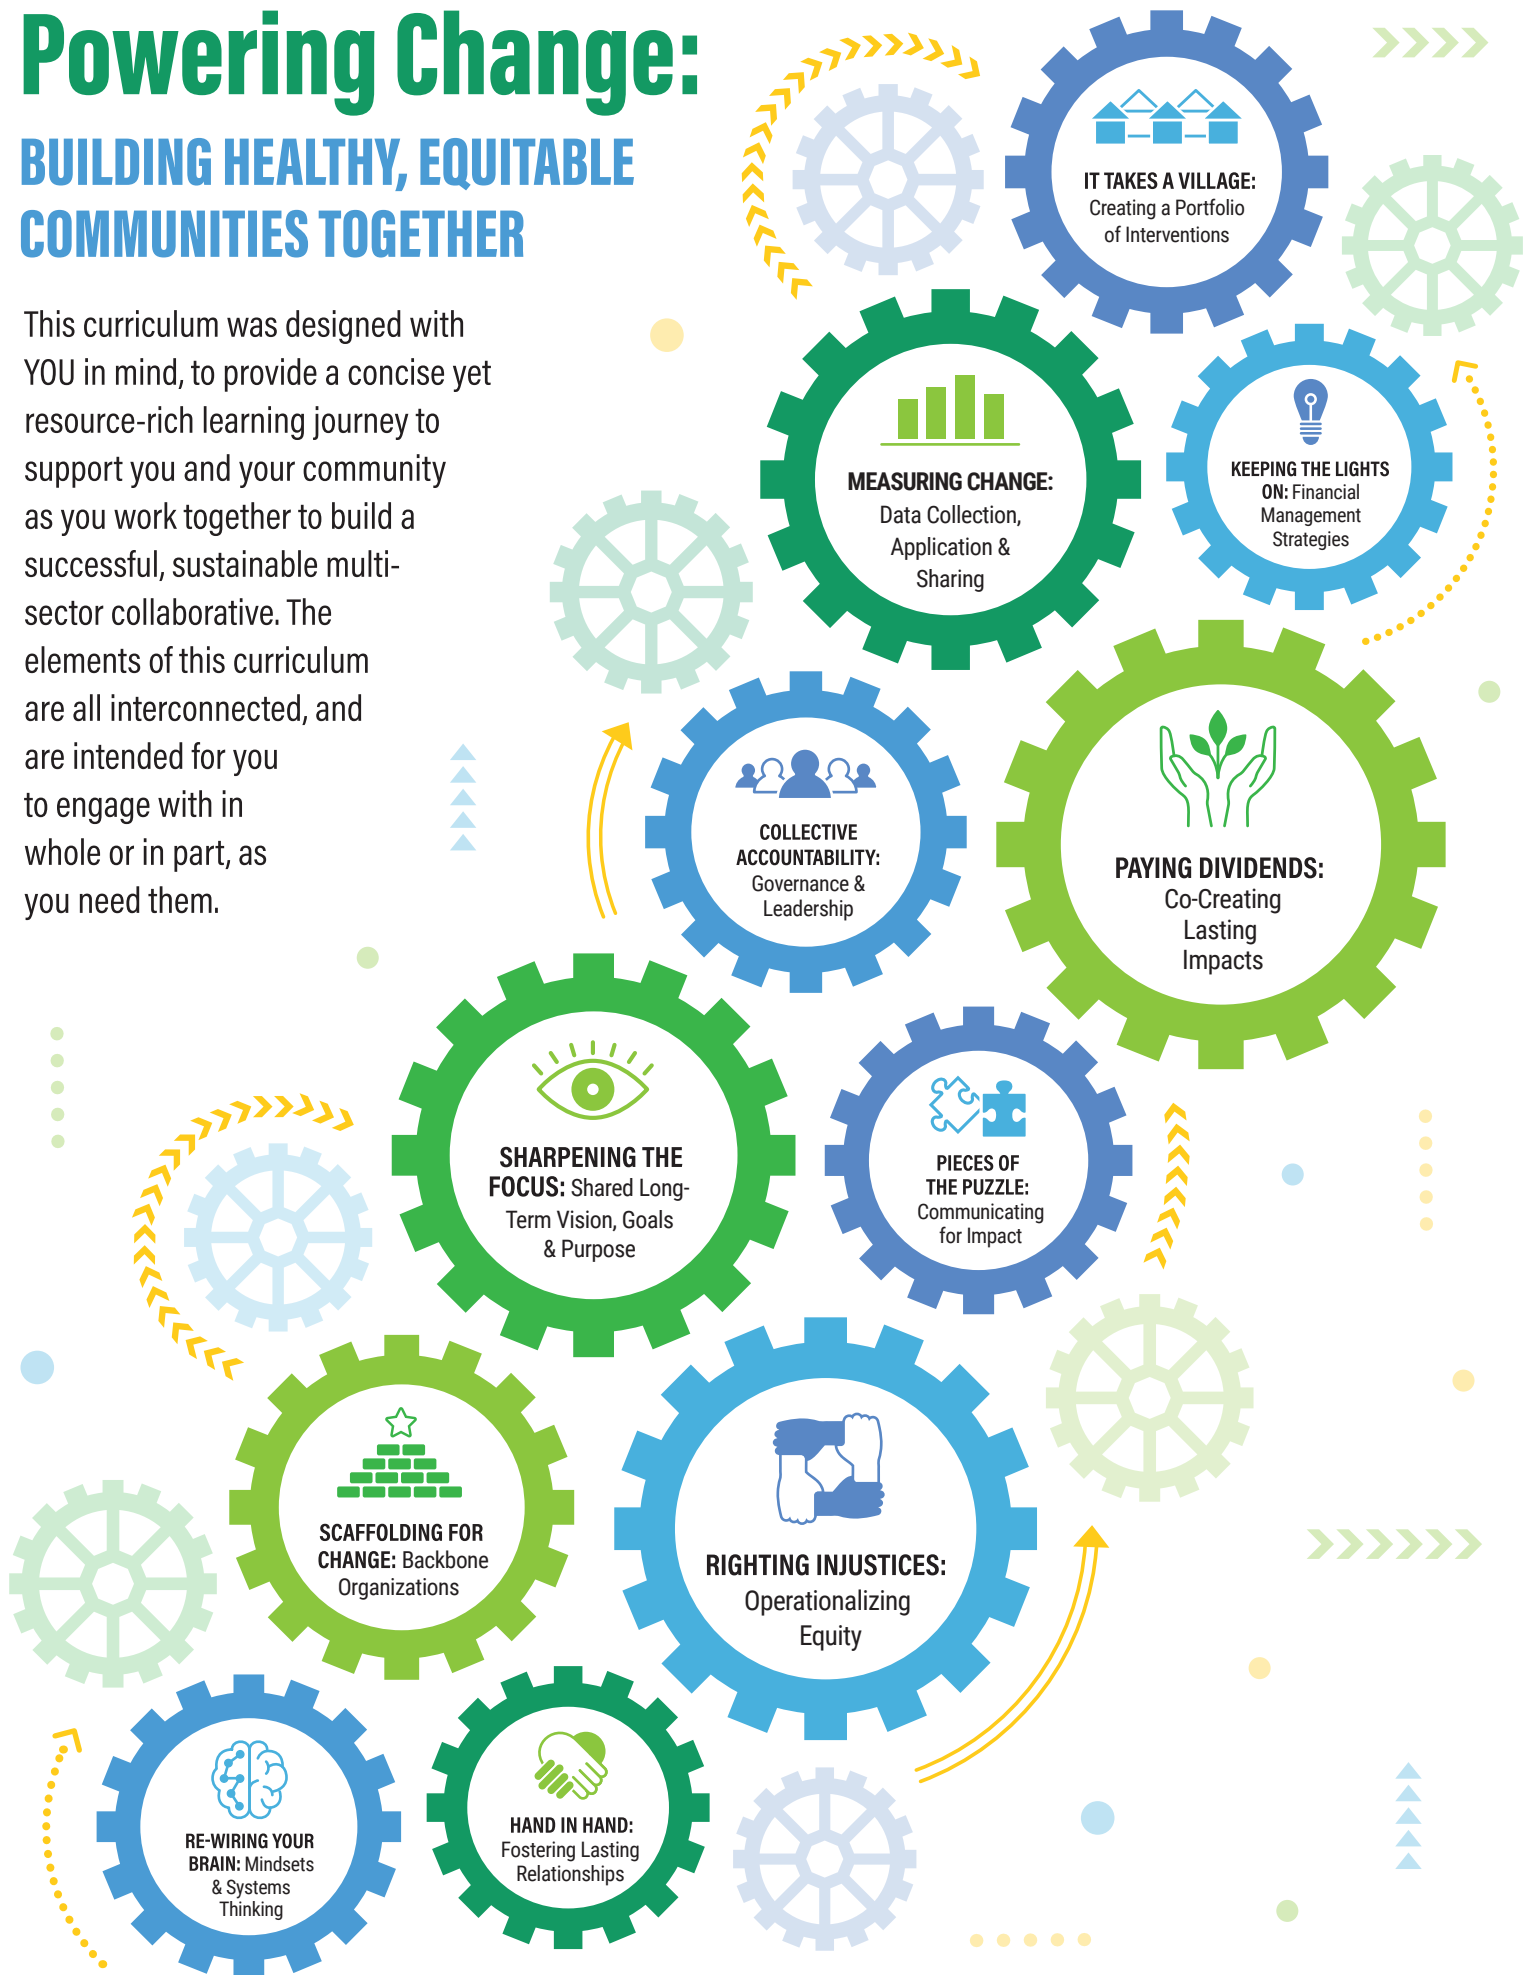 Powering Change:
BUILDING HEALTHY, EQUITABLE
COMMUNITIES TOGETHER
This curriculum was designed with
YOU in mind, to provide a concise yet
resource-rich learning journey to
support you and your community
as you work together to build a
successful, sustainable multi-
sector collaborative. The
elements of this curriculum
are all interconnected, and
are intended for you
to engage with in
whole or in part, as
you need them.
IT TAKES A VILLAGE:
Creating a Portfolio
of Interventions
MEASURING CHANGE:
Data Collection,
Application &
Sharing
KEEPING THE LIGHTS
ON: Financial
Management
Strategies
COLLECTIVE
ACCOUNTABILITY:
Governance &
Leadership
PAYING DIVIDENDS:
Co-Creating
Lasting
Impacts
SHARPENING THE
FOCUS: Shared Long-
Term Vision, Goals
& Purpose
PIECES OF
THE PUZZLE:
Communicating
for Impact
SCAFFOLDING FOR
CHANGE: Backbone
Organizations
RIGHTING INJUSTICES:
Operationalizing
Equity
RE-WIRING YOUR
BRAIN: Mindsets
& Systems
Thinking
HAND IN HAND:
Fostering Lasting
Relationships